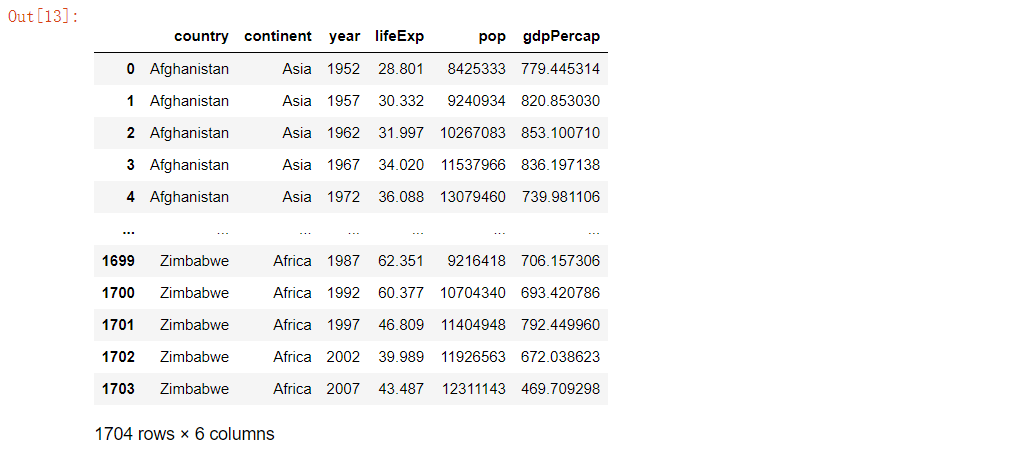 Out[13]:
country continent year lifeExp pop gdpPercap
0 Afghanistan Asia 1952 28.801 8425333 779.445314
1 Afghanistan Asia 1957 30.332 9240934 820.853030
2 Afghanistan Asia 1962 31.997 10267083 853.100710
3 Afghanistan Asia 1967 34.020 11537966 836.197138
4 Afghanistan Asia 1972 36.088 13079460 739.981106
... ... ... ... ... ... ...
1699 Zimbabwe Africa 1987 62.351 9216418 706.157306
1700 Zimbabwe Africa 1992 60.377 10704340 693.420786
1701 Zimbabwe Africa 1997 46.809 11404948 792.449960
1702 Zimbabwe Africa 2002 39.989 11926563 672.038623
1703 Zimbabwe Africa 2007 43.487 12311143 469.709298
1704 rows × 6 columns